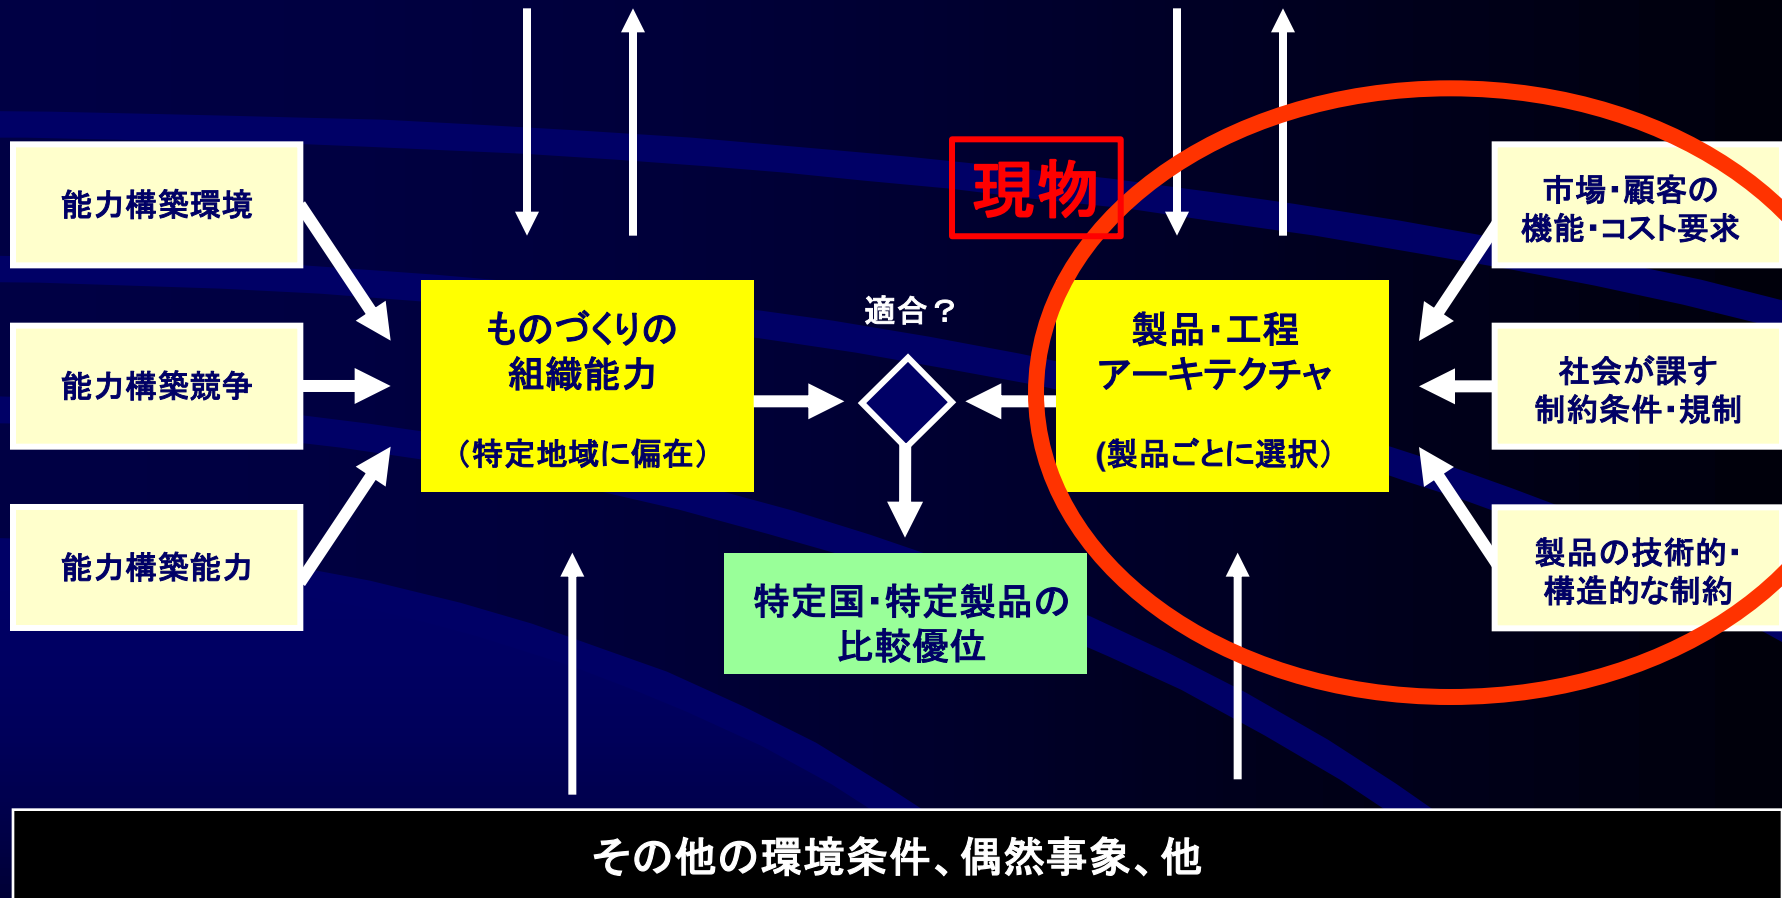 現物
能力構築環境
能力構築競争
能力構築能力
ものづくりの
組織能力
（特定地域に偏在）
適合？
製品・工程
アーキテクチャ
(製品ごとに選択）
市場・顧客の
機能・コスト要求
社会が課す
制約条件・規制
製品の技術的・
構造的な制約
特定国・特定製品の
比較優位
その他の環境条件、偶然事象、他